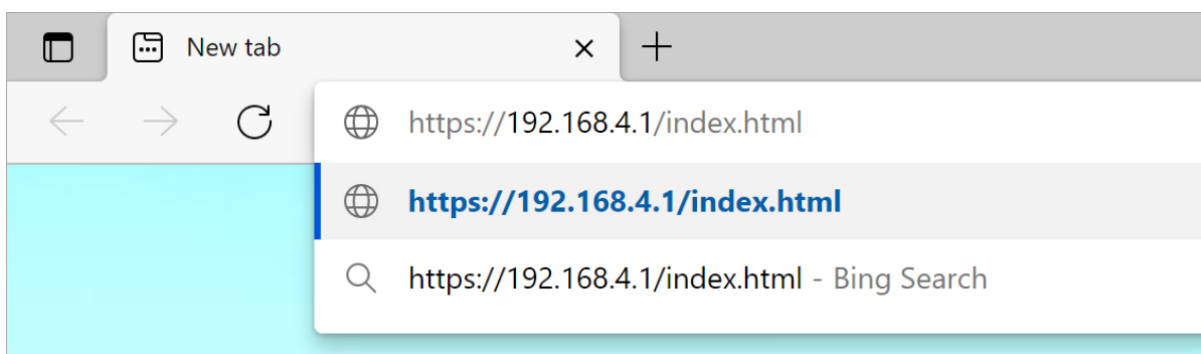 New tab
https://192.168.4.1/index.html
https://192.168.4.1/index.html
https://192.168.4.1/index.html - Bing Search